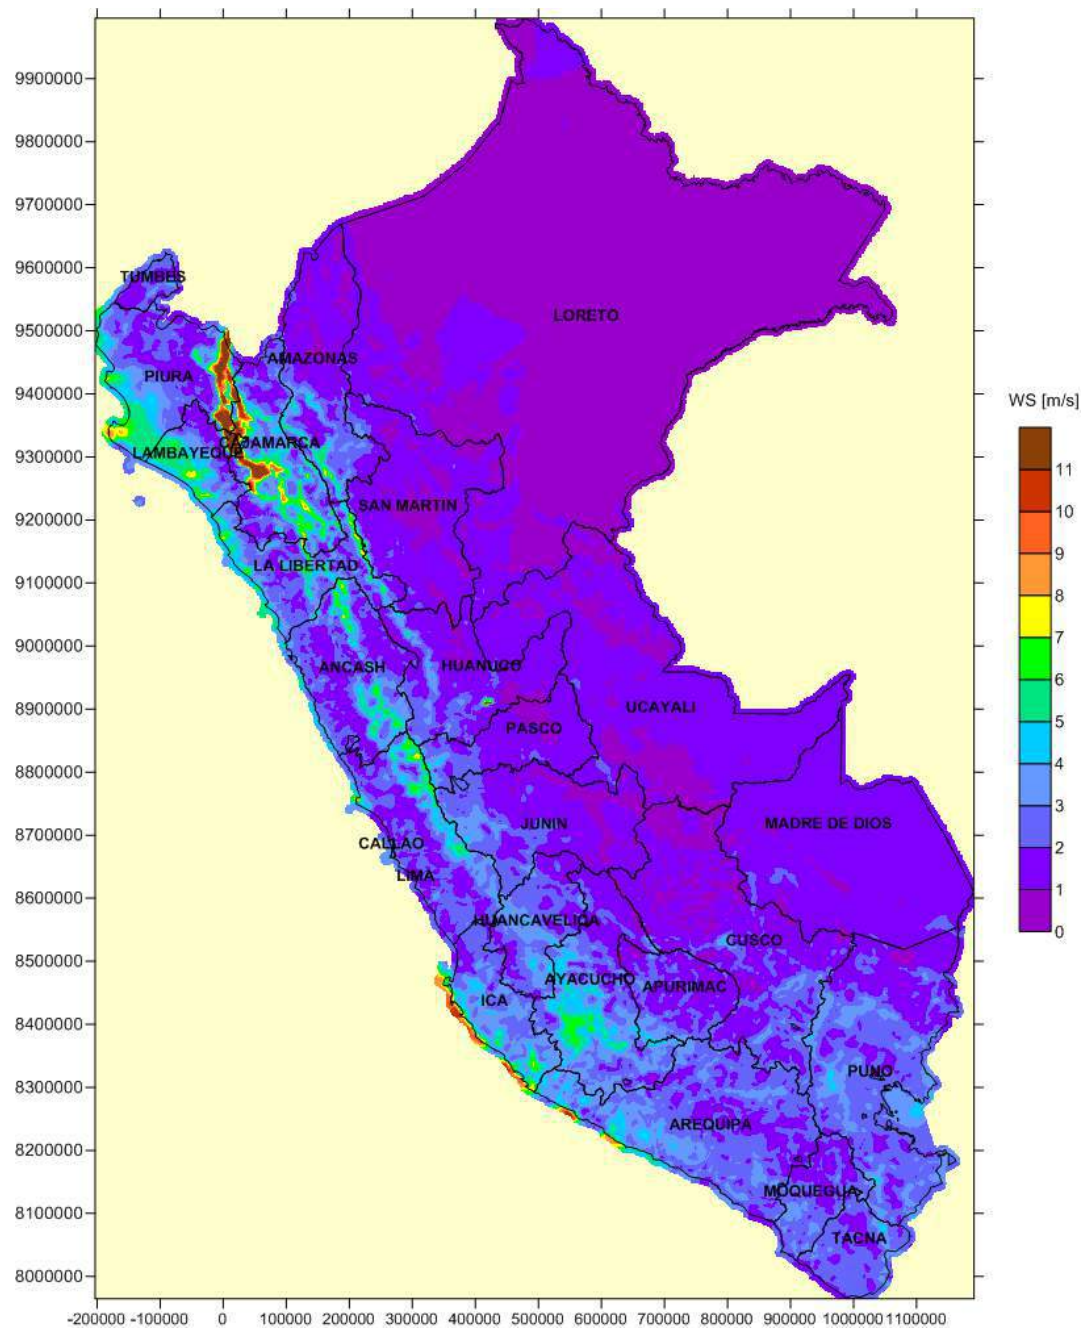 9900000
9800000
9700000
9600000
9500000
9400000
9300000
9200000
9100000
9000000
8900000
8800000
8700000
8600000
8500000
8400000
8300000
8200000
8100000
8000000
-200000 -100000 0 100000 200000 300000 400000 500000 600000 700000 800000 900000 1000000 1100000
TUMBES
LORETO
AMAZONAS
PIURA
CAJAMARCA
LAMBAYEQUE
SAN MARTIN
LA LIBERTAD
ANCASH
HUANUCO
UCAYALI
PASCO
JUNIN
MADRE DE DIOS
CALLAO
LIMA
HUANCAVELICA
CUSCO
AYACUCHO
APURIMAC
ICA
PUNO
AREQUIPA
MOQUEGUA
TACNA
WS [m/s]
11
10
9
8
7
6
5
4
3
2
1
0